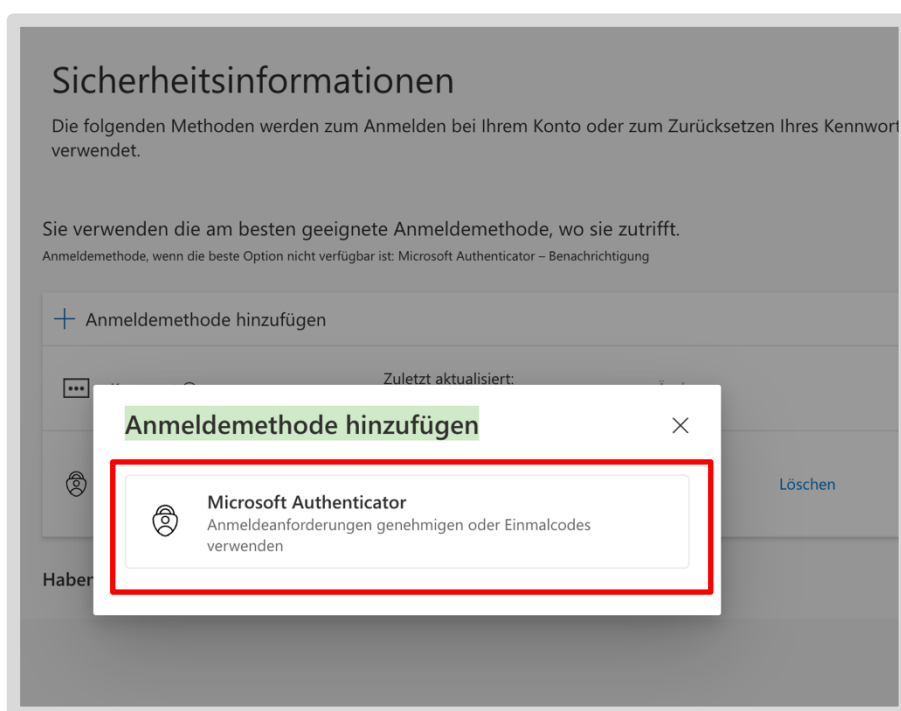 Sicherheitsinformationen
Die folgenden Methoden werden zum Anmelden bei Ihrem Konto oder zum Zurücksetzen Ihres Kennwort
verwendet.
Sie verwenden die am besten geeignete Anmeldemethode, wo sie zutrifft.
Anmeldemethode, wenn die beste Option nicht verfügbar ist: Microsoft Authenticator – Benachrichtigung
Anmeldemethode hinzufügen
Zuletzt aktualisiert:
Anmeldemethode hinzufügen
Microsoft Authenticator
Anmeldeanforderungen genehmigen oder Einmalcodes
verwenden
Löschen
Haben